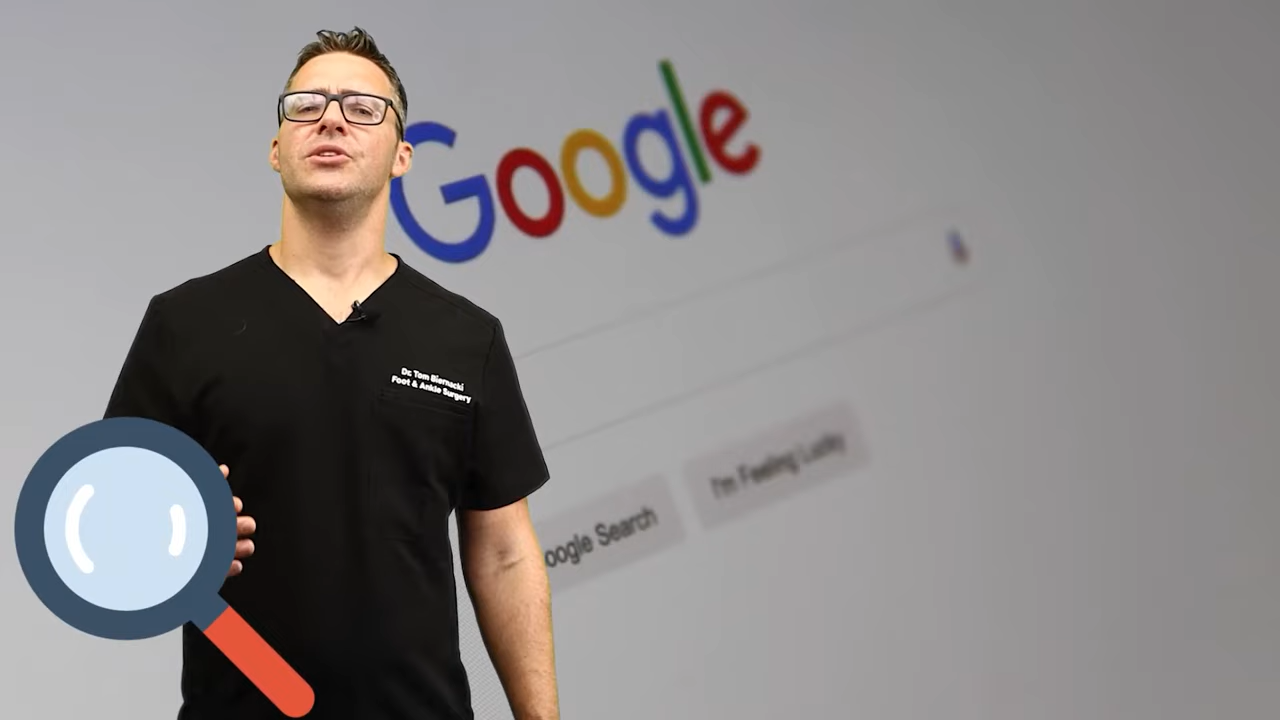 Google
Dr. Tom Biernacki
Foot & Ankle Surgery
oogle Search
I'm Feeling Lucky